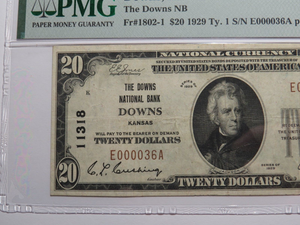 PMG
PAPER MONEY GUARANTY
The Downs NB
Fr#1802-1 $20 1929 Ty. 1 S/N E000036A
NATIONAL CURRENCY
THE UNITED STATES OF AMERICA
20
THE DOWNS
NATIONAL BANK
DOWNS
KANSAS
WILL PAY TO THE BEARER ON DEMAND
TWENTY DOLLARS
11318
E000036A
20
TWENTY DOLLARS
TWENTY DOLLARS